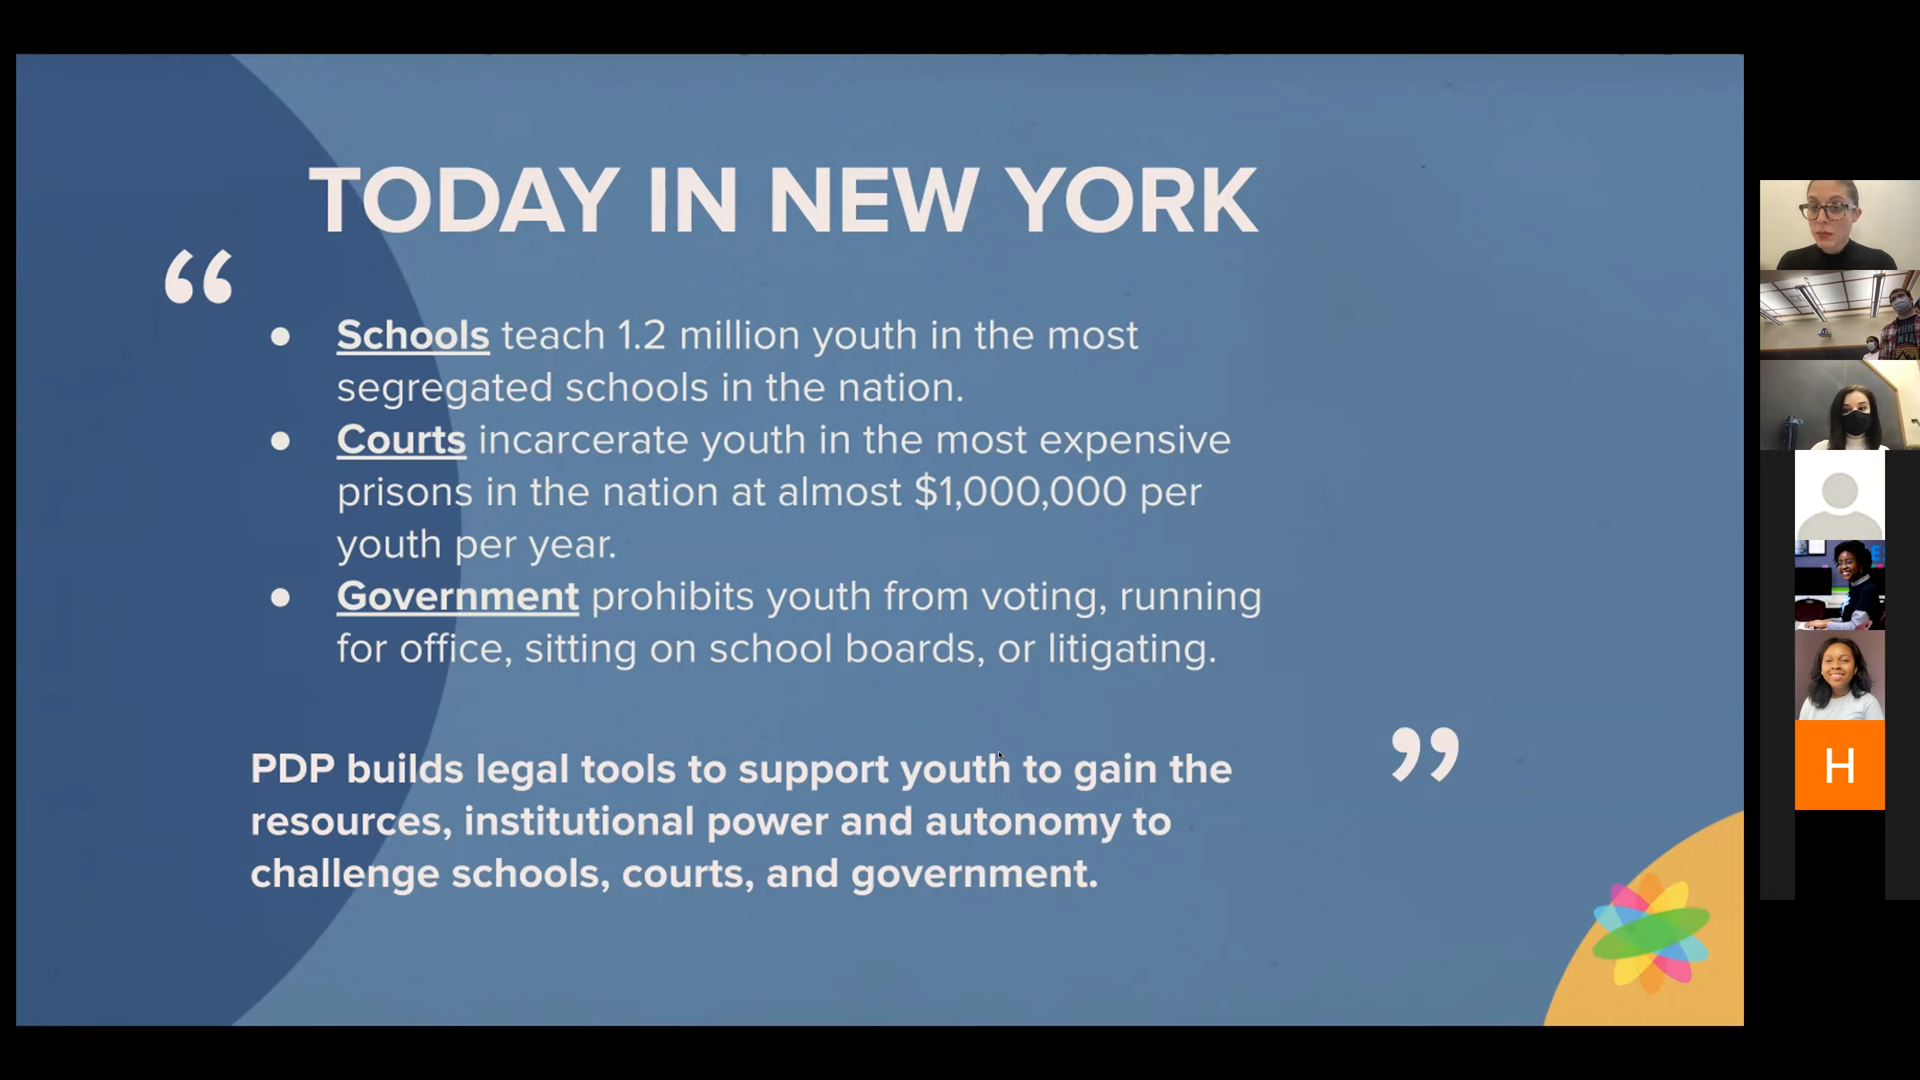 TODAY IN NEW YORK
“
● Schools teach 1.2 million youth in the most
segregated schools in the nation.
● Courts incarcerate youth in the most expensive
prisons in the nation at almost $1,000,000 per
youth per year.
● Government prohibits youth from voting, running
for office, sitting on school boards, or litigating.
”
PDP builds legal tools to support youth to gain the
resources, institutional power and autonomy to
challenge schools, courts, and government.
H